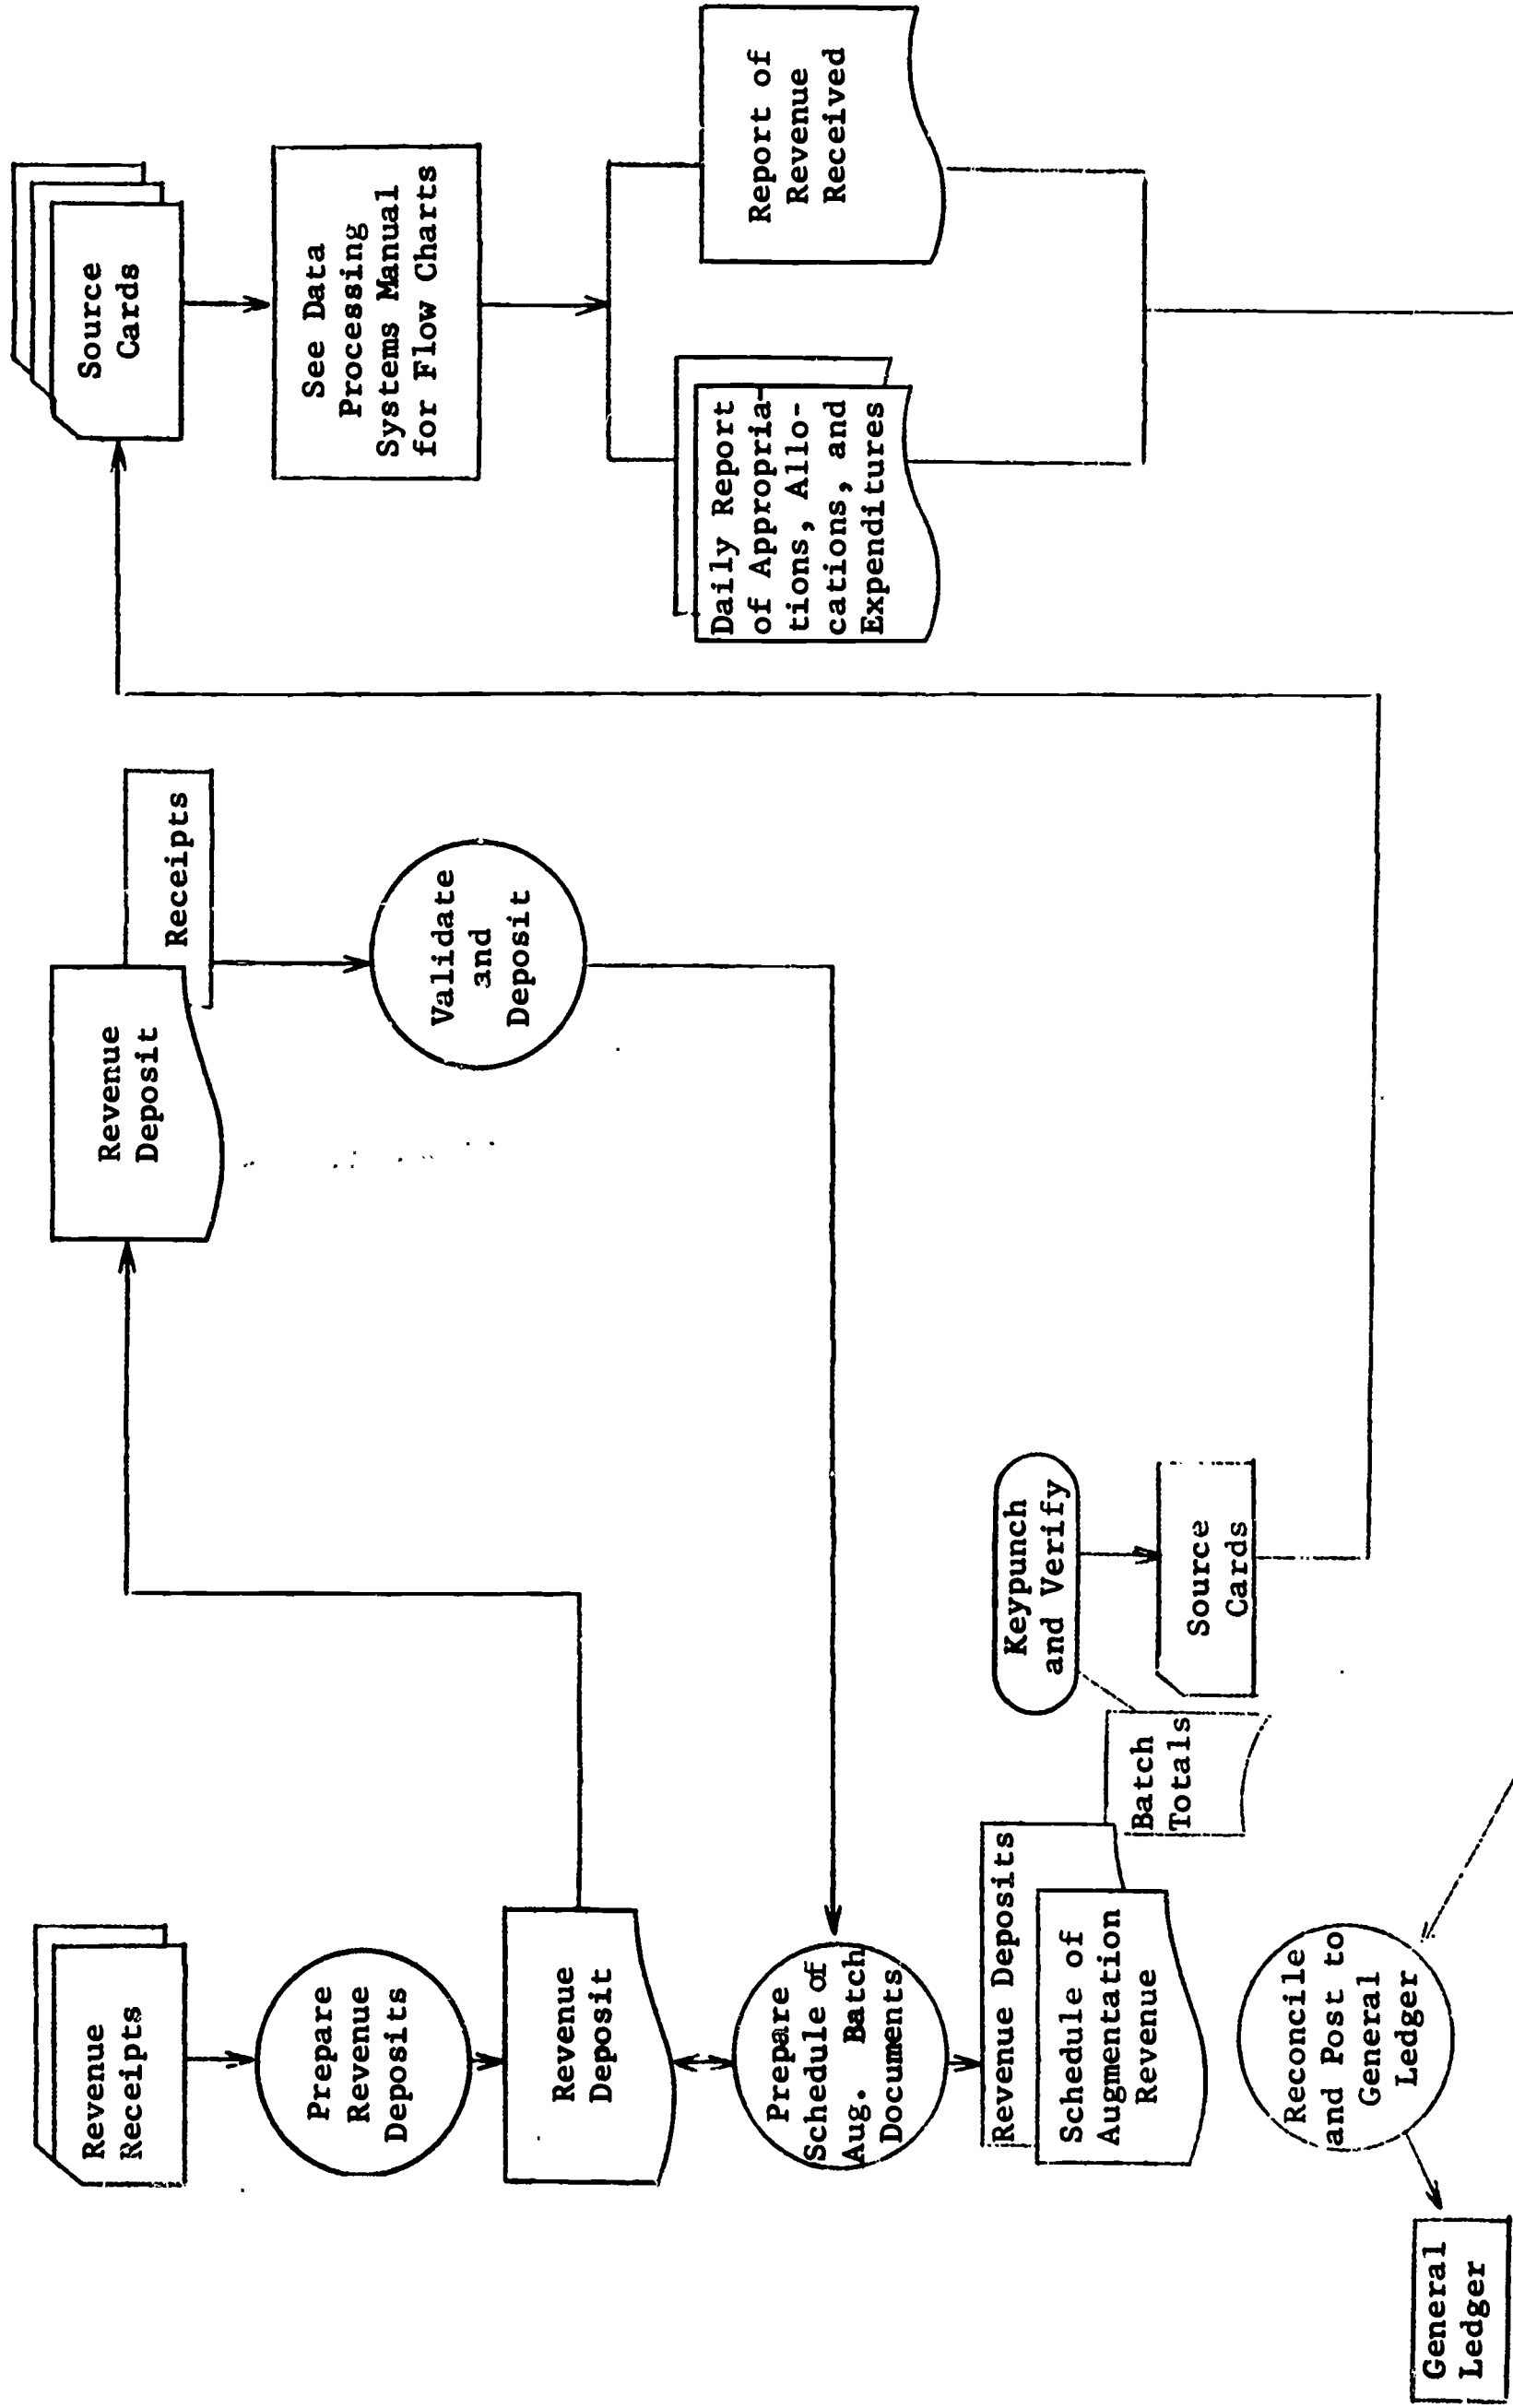 Revenue
Receipts
Prepare
Revenue
Deposits
Revenue
Deposit
Prepare
Schedule of
Aug. Batch
Documents
Revenue Deposits
Schedule of
Augmentation
Revenue
Batch
Totals
Keypunch
and Verify
Source
Cards
Reconcile
and Post to
General
Ledger
General
Ledger
Revenue
Deposit
Receipts
Validate
and
Deposit
Source
Cards
See Data
Processing
Systems Manual
for Flow Charts
Daily Report
of Appropria-
tions, Allo-
cations, and
Expenditures
Report of
Revenue
Received